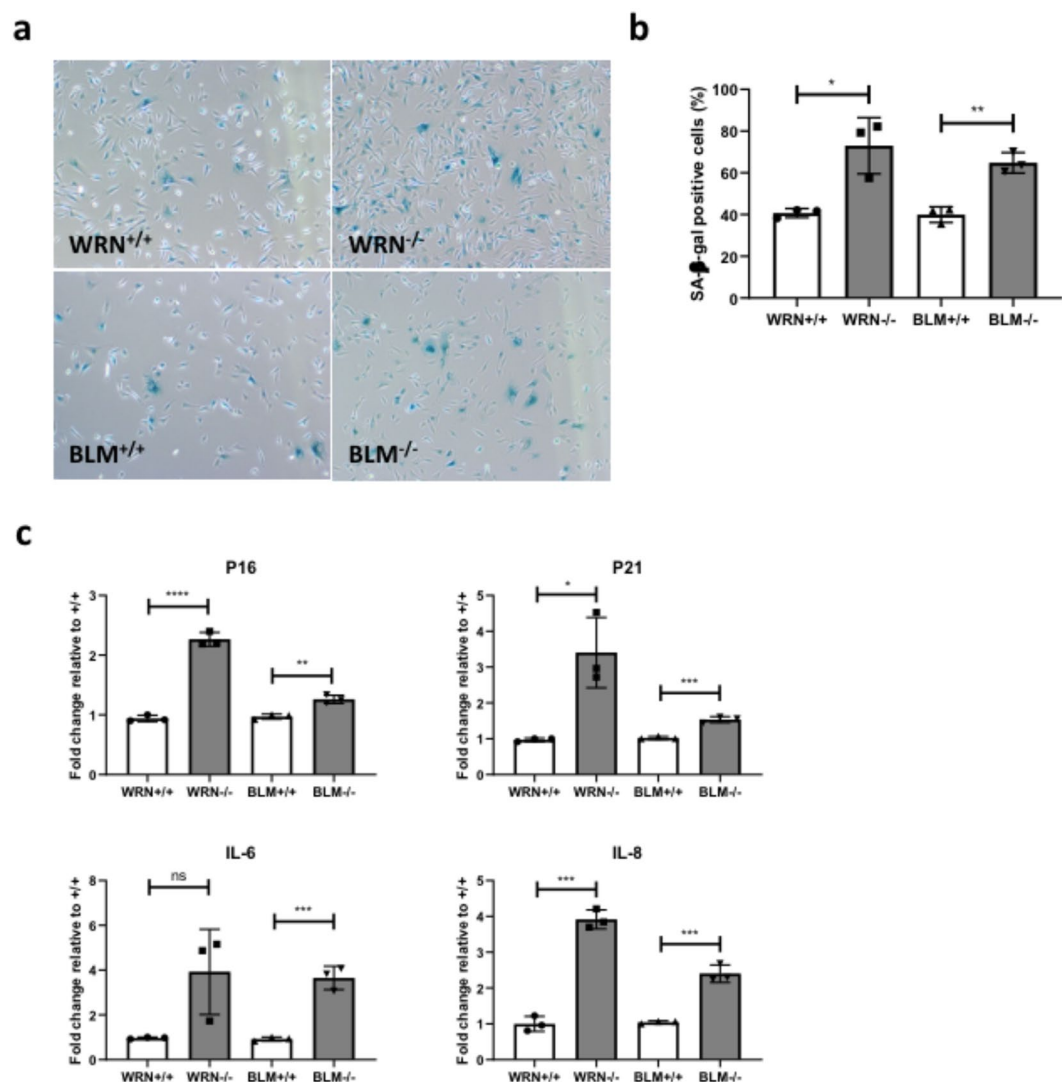 a
WRN+/+
WRN-/-
BLM+/+
BLM-/-
b
SA-β-gal positive cells (%)
100
80
60
40
20
0
*
**
WRN+/+ WRN-/- BLM+/+ BLM-/-
c
P16
Fold change relative to +/+
3
2
1
0
****
**
WRN+/+ WRN-/- BLM+/+ BLM-/-
P21
Fold change relative to +/+
5
4
3
2
1
0
*
***
WRN+/+ WRN-/- BLM+/+ BLM-/-
IL-6
Fold change relative to +/+
8
6
4
2
0
ns
***
WRN+/+ WRN-/- BLM+/+ BLM-/-
IL-8
Fold change relative to +/+
5
4
3
2
1
0
***
***
WRN+/+ WRN-/- BLM+/+ BLM-/-